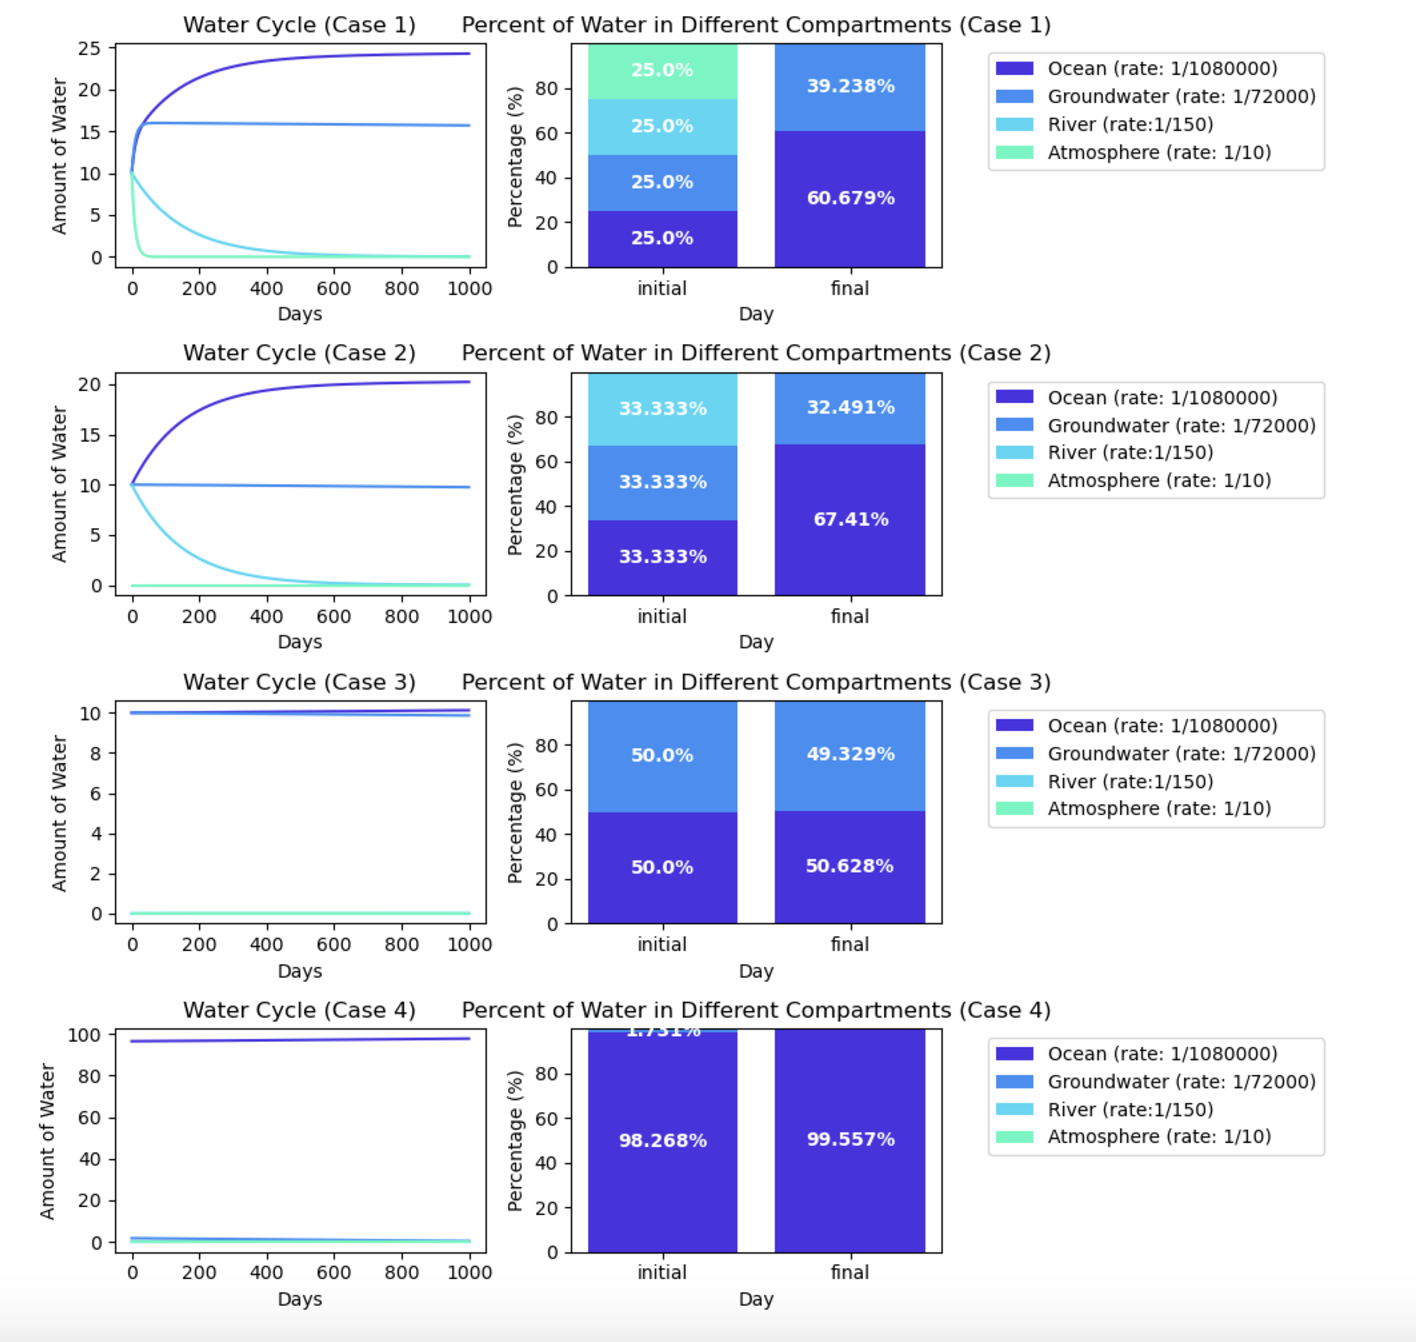 Water Cycle (Case 1)
Percent of Water in Different Compartments (Case 1)
Amount of Water
25
20
15
10
5
0
0 200 400 600 800 1000
Days
Percentage (%)
80
60
40
20
0
25.0%
25.0%
25.0%
25.0%
39.238%
60.679%
initial final
Day
Ocean (rate: 1/1080000)
Groundwater (rate: 1/72000)
River (rate:1/150)
Atmosphere (rate: 1/10)
Water Cycle (Case 2)
Percent of Water in Different Compartments (Case 2)
Amount of Water
20
15
10
5
0
0 200 400 600 800 1000
Days
Percentage (%)
80
60
40
20
0
33.333%
33.333%
33.333%
32.491%
67.41%
initial final
Day
Ocean (rate: 1/1080000)
Groundwater (rate: 1/72000)
River (rate:1/150)
Atmosphere (rate: 1/10)
Water Cycle (Case 3)
Percent of Water in Different Compartments (Case 3)
Amount of Water
10
8
6
4
2
0
0 200 400 600 800 1000
Days
Percentage (%)
80
60
40
20
0
50.0%
50.0%
49.329%
50.628%
initial final
Day
Ocean (rate: 1/1080000)
Groundwater (rate: 1/72000)
River (rate:1/150)
Atmosphere (rate: 1/10)
Water Cycle (Case 4)
Percent of Water in Different Compartments (Case 4)
Amount of Water
100
80
60
40
20
0
0 200 400 600 800 1000
Days
Percentage (%)
80
60
40
20
0
1.731%
98.268%
99.557%
initial final
Day
Ocean (rate: 1/1080000)
Groundwater (rate: 1/72000)
River (rate:1/150)
Atmosphere (rate: 1/10)